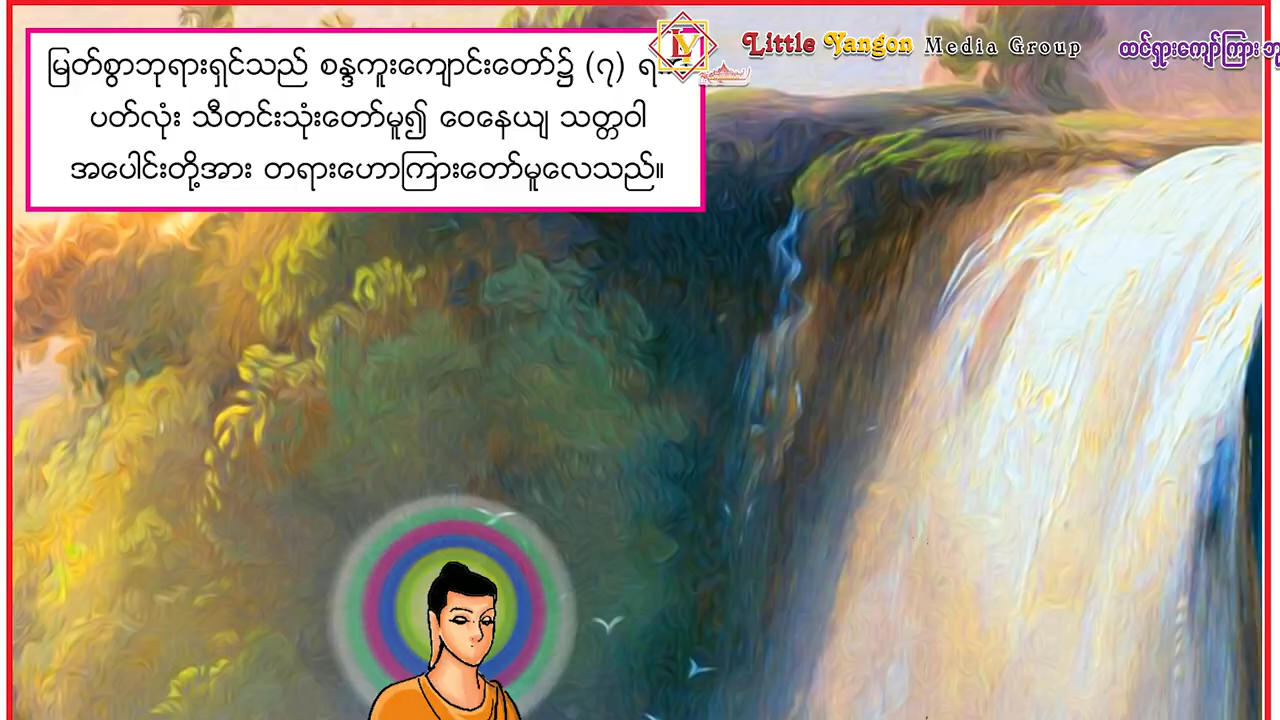 မြတ်စွာဘုရားရှင်သည် စန္ဒကူးကျောင်းတော်၌ (၇)
ပတ်လုံး သီတင်းသုံးတော်မူ၍ ဝေနေယျ သတ္တဝါ
အပေါင်းတို့အား တရားဟောကြားတော်မူလေသည်။
Little Yangon Media Group
ထင်ရှားကျော်ကြား